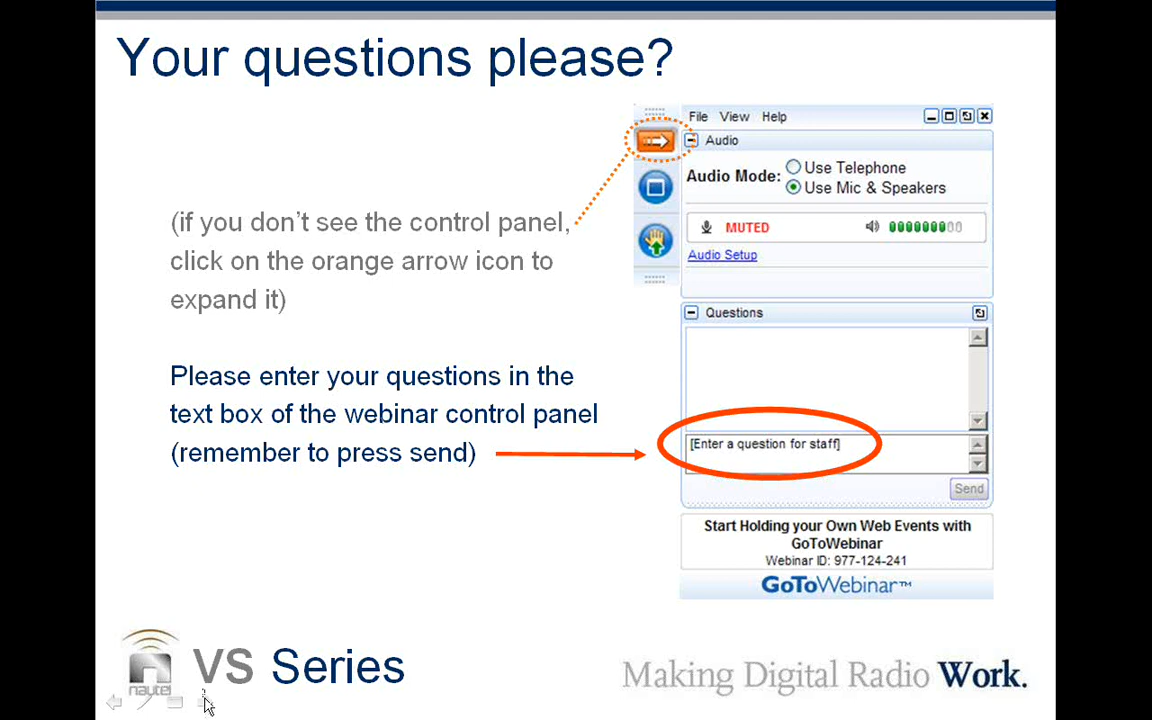 Your questions please?
File View Help
Audio
Audio Mode: Use Telephone
Use Mic & Speakers
MUTED
Audio Setup
(if you don’t see the control panel,
click on the orange arrow icon to
expand it)
Questions
Please enter your questions in the
text box of the webinar control panel
(remember to press send)
[Enter a question for staff]
Send
Start Holding your Own Web Events with
GoToWebinar
Webinar ID: 977-124-241
GoToWebinar™
nautel
VS Series
Making Digital Radio Work.